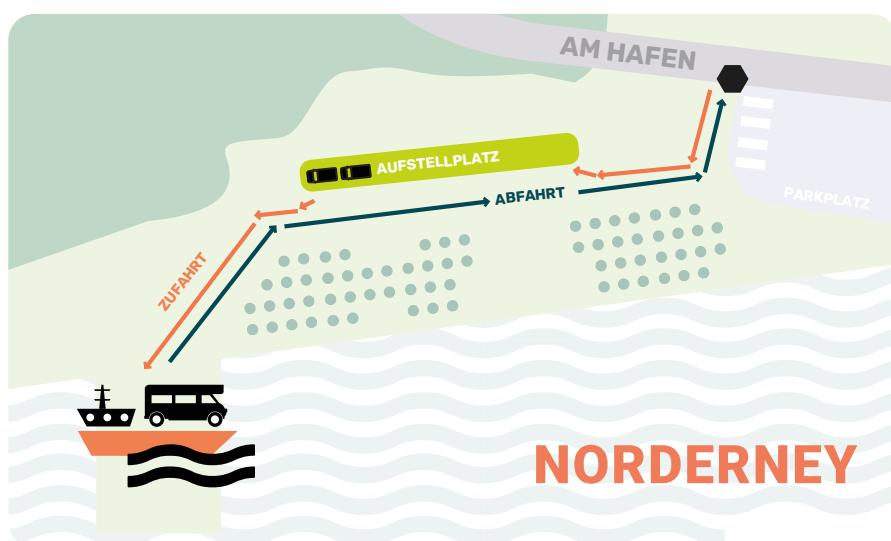 AM HAFEN
AUFSTELLPLATZ
ABFAHRT
PARKPLATZ
ZUFAHRT
NORDERNEY